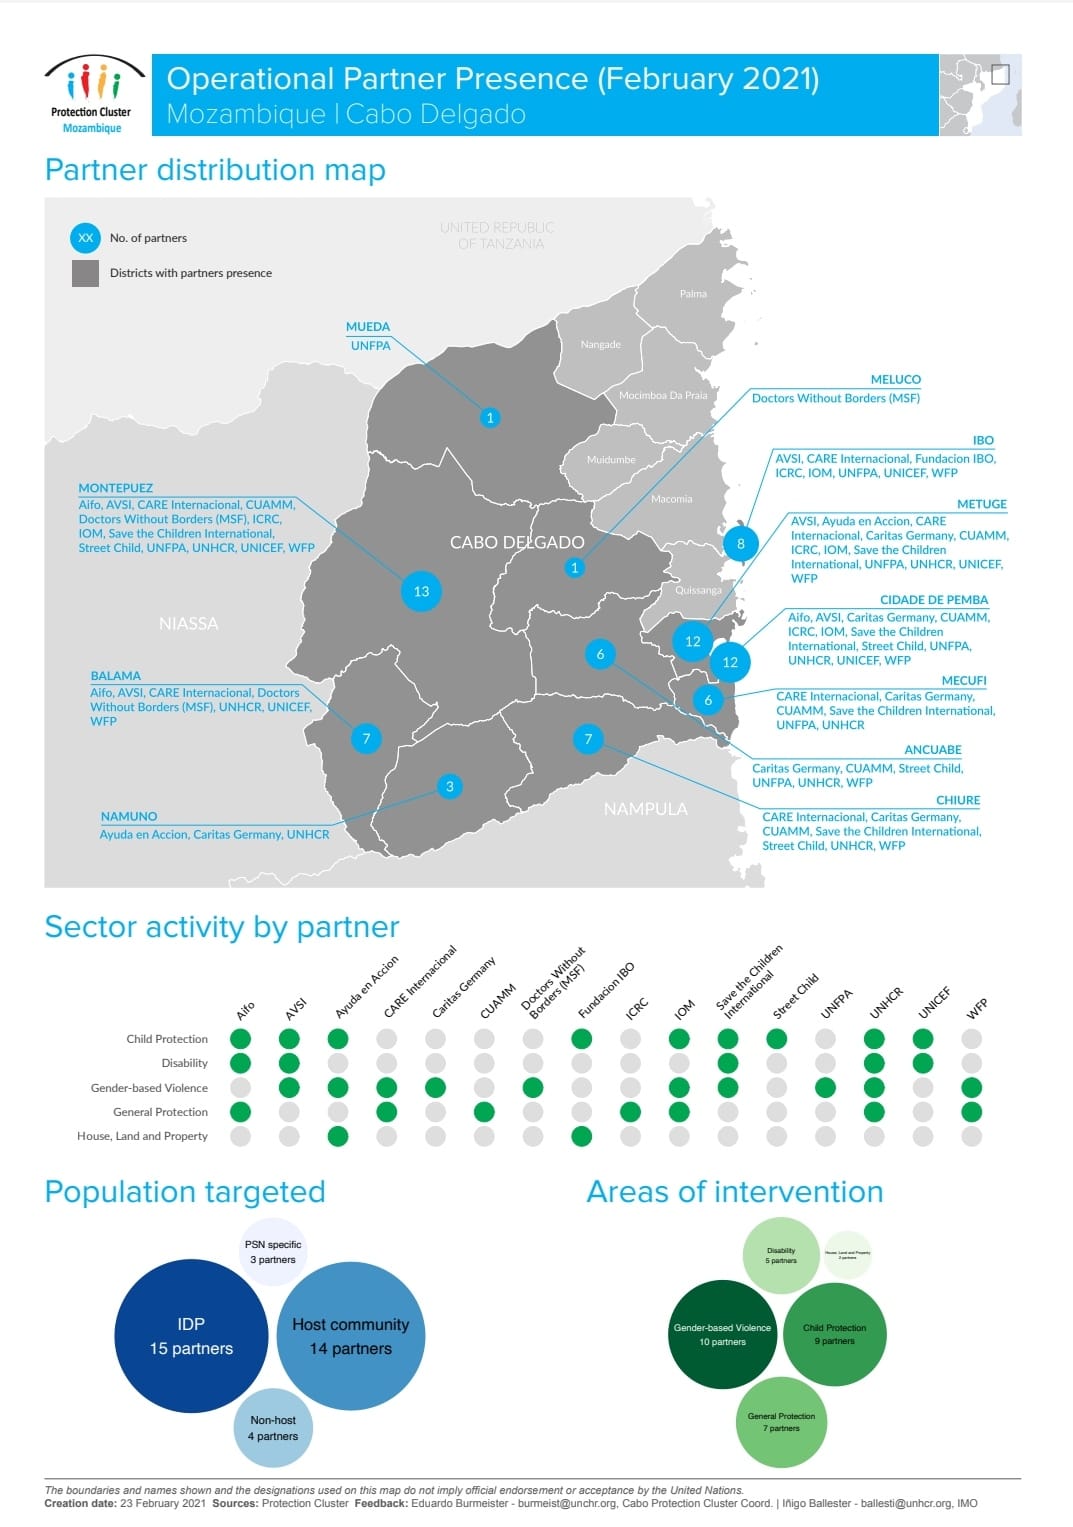 Protection Cluster
Mozambique
Operational Partner Presence (February 2021)
Mozambique | Cabo Delgado
Partner distribution map
XX No. of partners
Districts with partners presence
UNITED REPUBLIC
OF TANZANIA
Palma
Nangade
Mocimboa Da Praia
Muidumbe
Macomia
Quissanga
CABO DELGADO
NIASSA
NAMPULA
MUEDA
UNFPA
1
MELUCO
Doctors Without Borders (MSF)
1
IBO
AVSI, CARE Internacional, Fundacion IBO,
ICRC, IOM, UNFPA, UNICEF, WFP
8
MONTEPUEZ
Aifo, AVSI, CARE Internacional, CUAMM,
Doctors Without Borders (MSF), ICRC,
IOM, Save the Children International,
Street Child, UNFPA, UNHCR, UNICEF, WFP
13
METUGE
AVSI, Ayuda en Accion, CARE
Internacional, Caritas Germany, CUAMM,
ICRC, IOM, Save the Children
International, UNFPA, UNHCR, UNICEF,
WFP
12
CIDADE DE PEMBA
Aifo, AVSI, Caritas Germany, CUAMM,
ICRC, IOM, Save the Children
International, Street Child, UNFPA,
UNHCR, UNICEF, WFP
12
BALAMA
Aifo, AVSI, CARE Internacional, Doctors
Without Borders (MSF), UNHCR, UNICEF,
WFP
7
MECUFI
CARE Internacional, Caritas Germany,
CUAMM, Save the Children International,
UNFPA, UNHCR
6
ANCUABE
Caritas Germany, CUAMM, Street Child,
UNFPA, UNHCR, WFP
6
NAMUNO
Ayuda en Accion, Caritas Germany, UNHCR
3
CHIURE
CARE Internacional, Caritas Germany,
CUAMM, Save the Children International,
Street Child, UNHCR, WFP
7
Sector activity by partner
Aifo
AVSI
Ayuda en Accion
CARE Internacional
Caritas Germany
CUAMM
Doctors Without
Borders (MSF)
Fundacion IBO
ICRC
IOM
Save the Children
International
Street Child
UNFPA
UNHCR
UNICEF
WFP
Child Protection
Disability
Gender-based Violence
General Protection
House, Land and Property
Population targeted
PSN specific
3 partners
IDP
15 partners
Host community
14 partners
Non-host
4 partners
Areas of intervention
Disability
5 partners
House, Land and Property
2 partners
Gender-based Violence
10 partners
Child Protection
9 partners
General Protection
7 partners
The boundaries and names shown and the designations used on this map do not imply official endorsement or acceptance by the United Nations.
Creation date: 23 February 2021 Sources: Protection Cluster Feedback: Eduardo Burmeister - burmeist@unchr.org, Cabo Protection Cluster Coord. | Iñigo Ballester - ballesti@unhcr.org, IMO